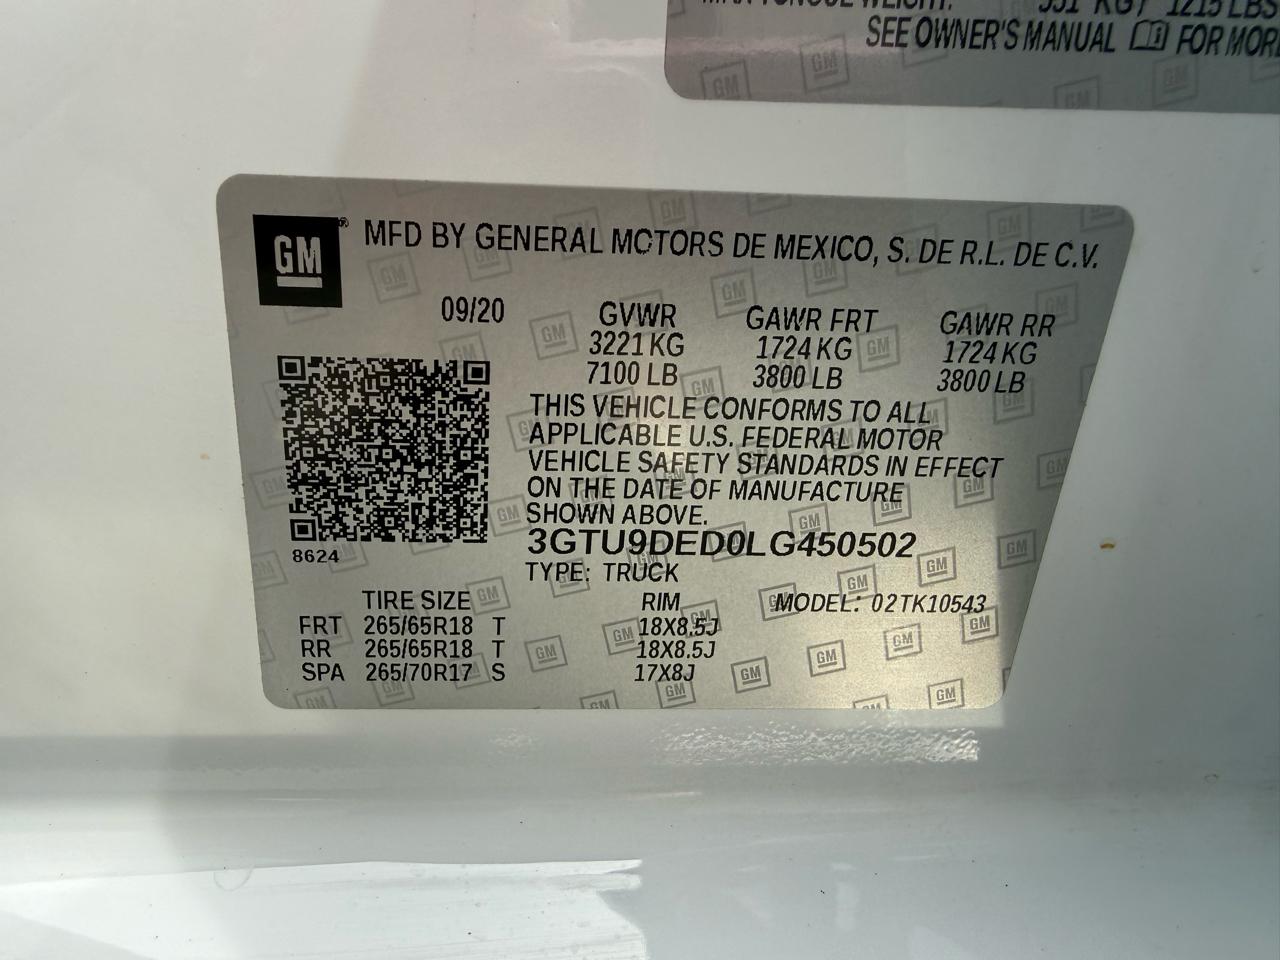 551 KG / 1215 LBS
SEE OWNER'S MANUAL FOR MORE
GM ® MFD BY GENERAL MOTORS DE MEXICO, S. DE R.L. DE C.V.
09/20 GVWR GAWR FRT GAWR RR
3221 KG 1724 KG 1724 KG
7100 LB 3800 LB 3800 LB
THIS VEHICLE CONFORMS TO ALL
APPLICABLE U.S. FEDERAL MOTOR
VEHICLE SAFETY STANDARDS IN EFFECT
ON THE DATE OF MANUFACTURE
SHOWN ABOVE.
8624 3GTU9DED0LG450502
TYPE: TRUCK
TIRE SIZE RIM MODEL: 02TK10543
FRT 265/65R18 T 18X8.5J
RR 265/65R18 T 18X8.5J
SPA 265/70R17 S 17X8J